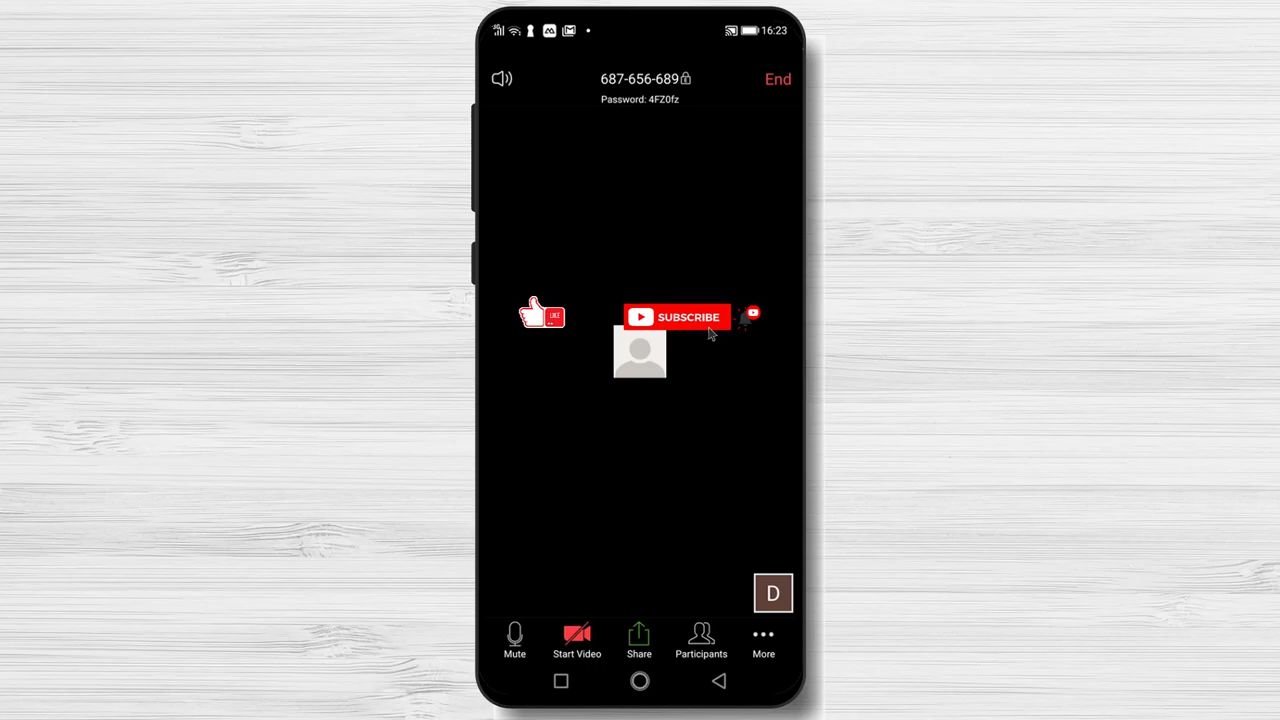 16:23
687-656-689
End
Password: 4FZ0fz
LIKE
SUBSCRIBE
D
Mute
Start Video
Share
Participants
More